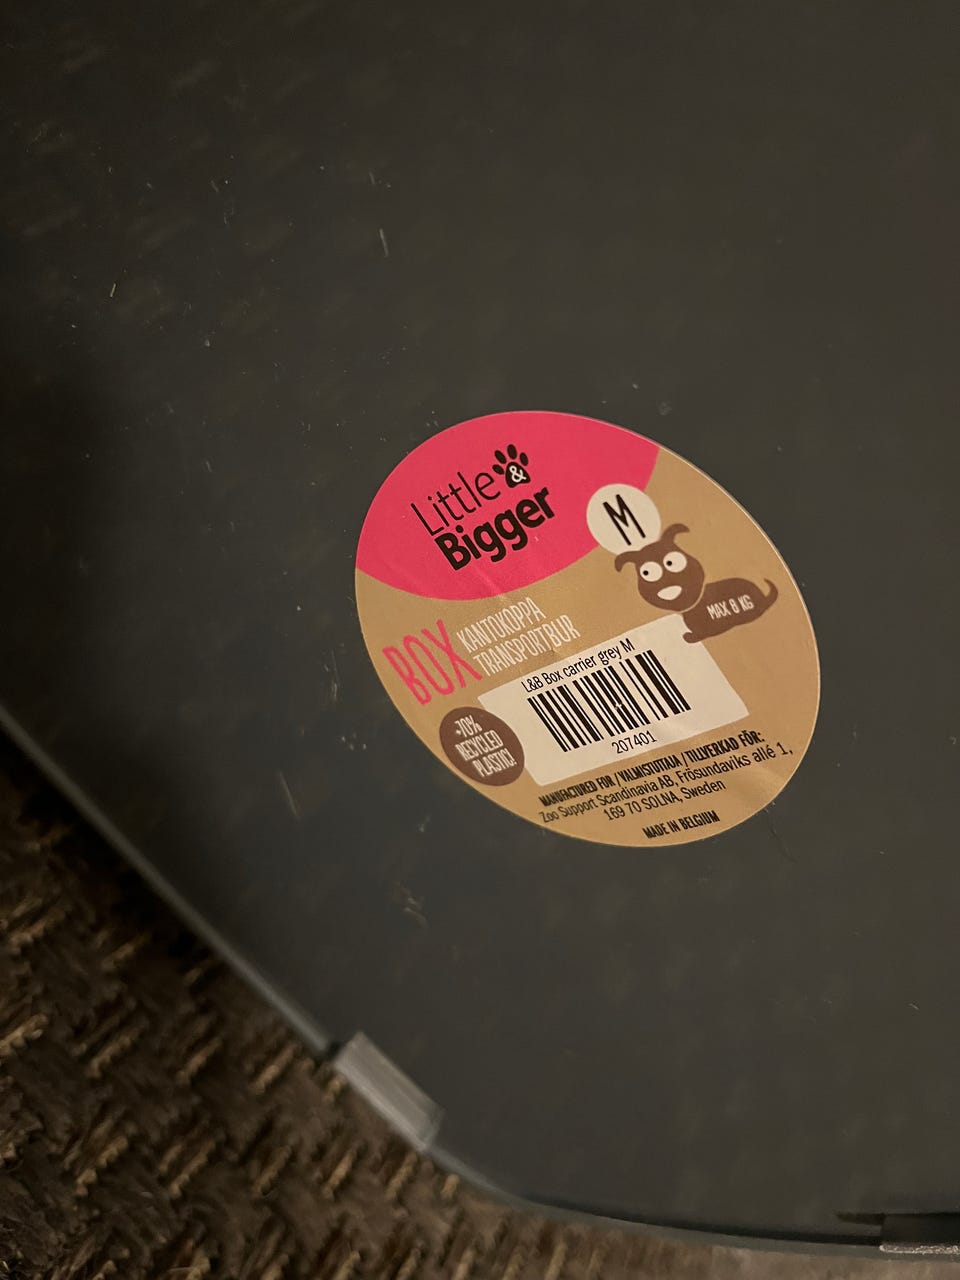 Little &
Bigger
M
MAX 8 KG
BOX
KANTOKOPPA
TRANSPORTBUR
L&B Box carrier grey M
207401
+70%
RECYCLED
PLASTIC!
MANUFACTURED FOR / VALMISTUTTAJA / TILLVERKAD FÖR:
Zoo Support Scandinavia AB, Frösundaviks allé 1,
169 70 SOLNA, Sweden
MADE IN BELGIUM